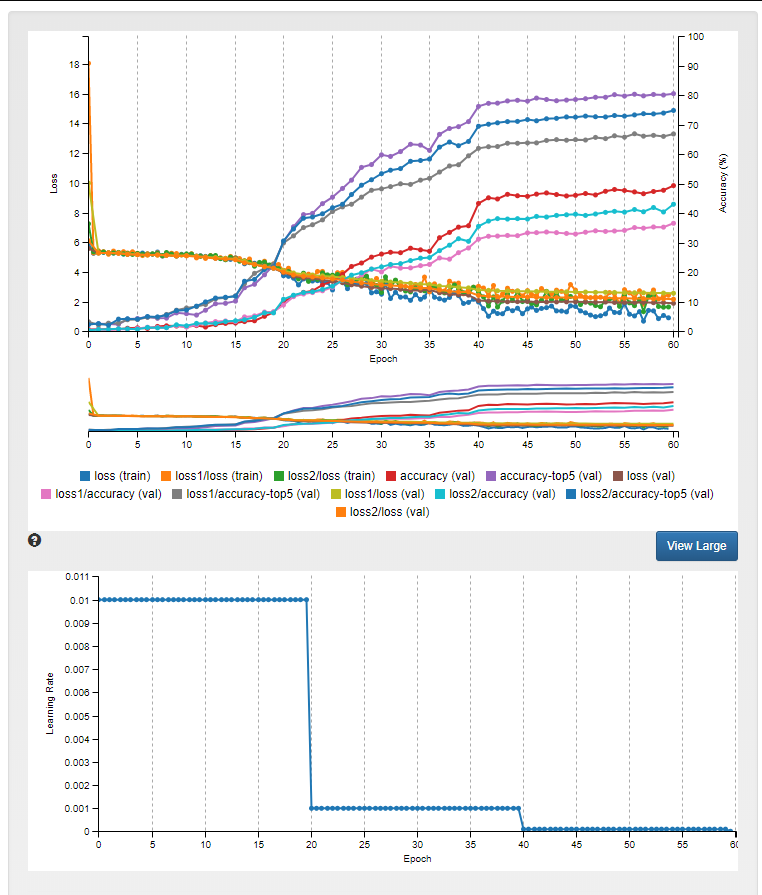 100
18
90
16
80
14
70
12
60
10
50
8
40
6
30
4
20
2
10
0
0
Loss
Accuracy (%)
0 5 10 15 20 25 30 35 40 45 50 55 60
Epoch
0 5 10 15 20 25 30 35 40 45 50 55 60
loss (train) loss1/loss (train) loss2/loss (train) accuracy (val) accuracy-top5 (val) loss (val)
loss1/accuracy (val) loss1/accuracy-top5 (val) loss1/loss (val) loss2/accuracy (val) loss2/accuracy-top5 (val)
loss2/loss (val)
?
View Large
0.011
0.01
0.009
0.008
0.007
0.006
0.005
0.004
0.003
0.002
0.001
0
Learning Rate
0 5 10 15 20 25 30 35 40 45 50 55
Epoch